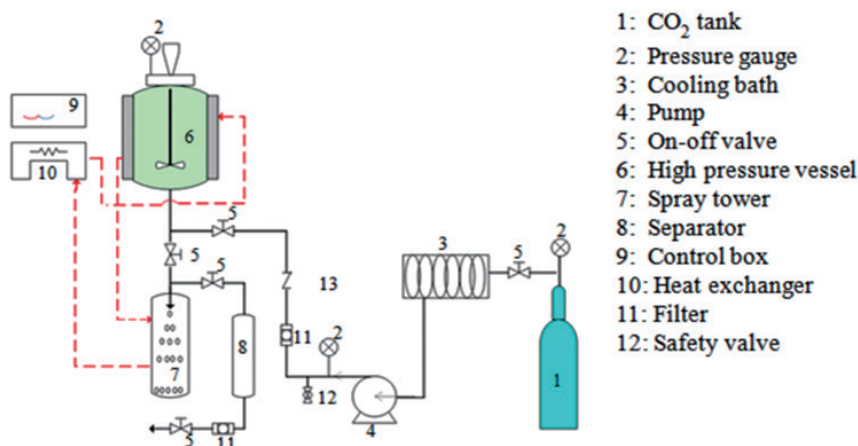 2
9
10
6
5
5
5
13
11
2
12
4
3
5
2
1
7
8
5
11
1: CO₂ tank
2: Pressure gauge
3: Cooling bath
4: Pump
5: On-off valve
6: High pressure vessel
7: Spray tower
8: Separator
9: Control box
10: Heat exchanger
11: Filter
12: Safety valve